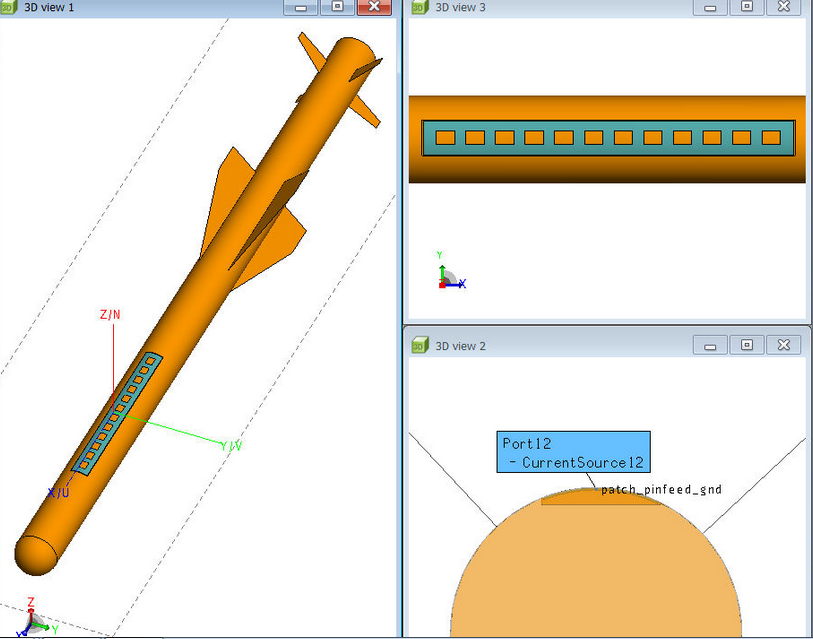 3D view 1
Z/N
Y/V
X/U
Z
Y
3D view 3
Y
X
3D view 2
Port12
- CurrentSource12
patch_pinfeed_gnd